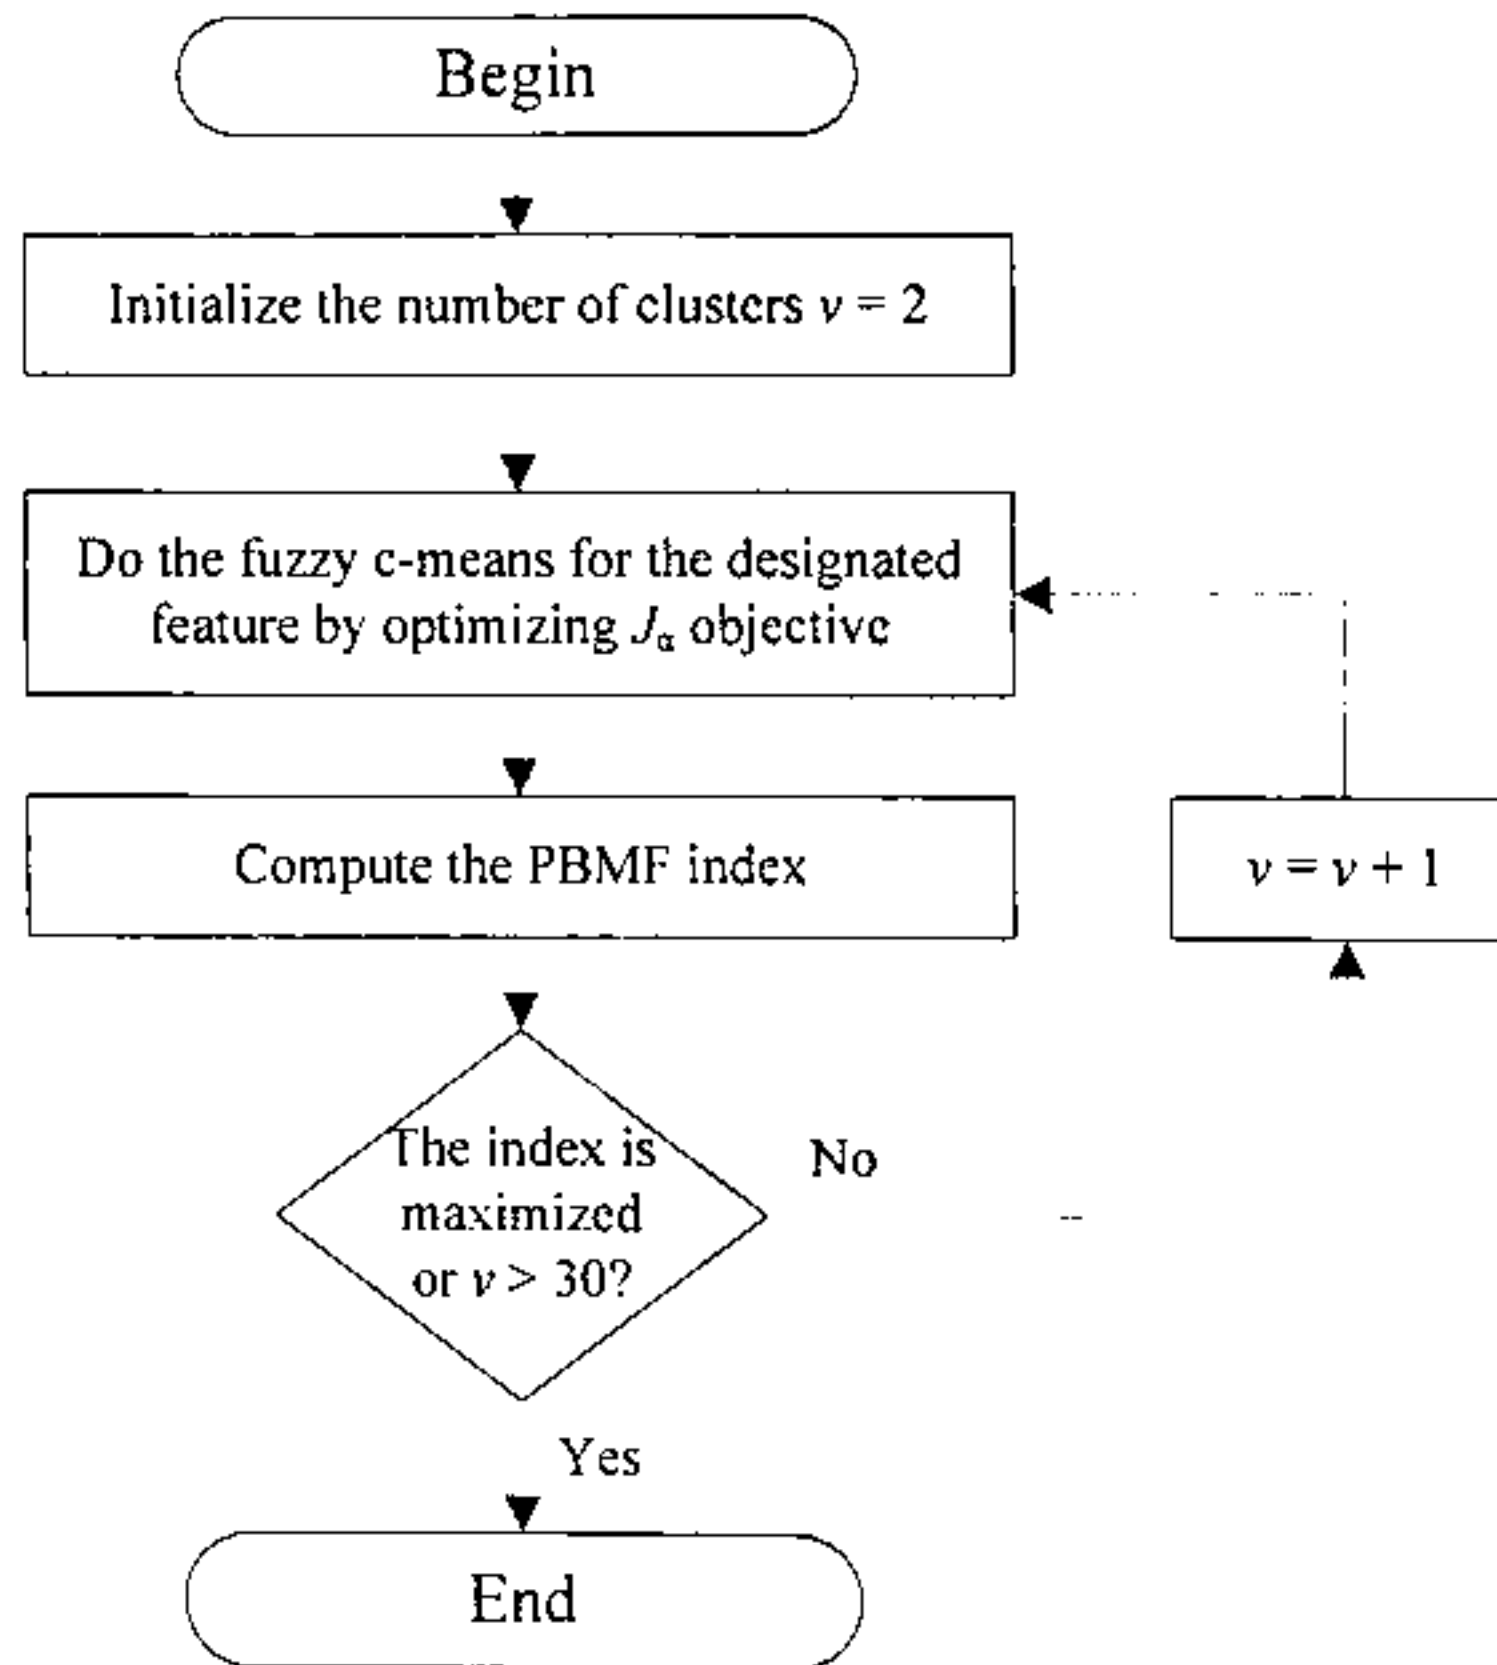 Begin
Initialize the number of clusters v = 2
Do the fuzzy c-means for the designated
feature by optimizing Jα objective
Compute the PBMF index
v = v + 1
The index is
maximized
or v > 30?
No
Yes
End